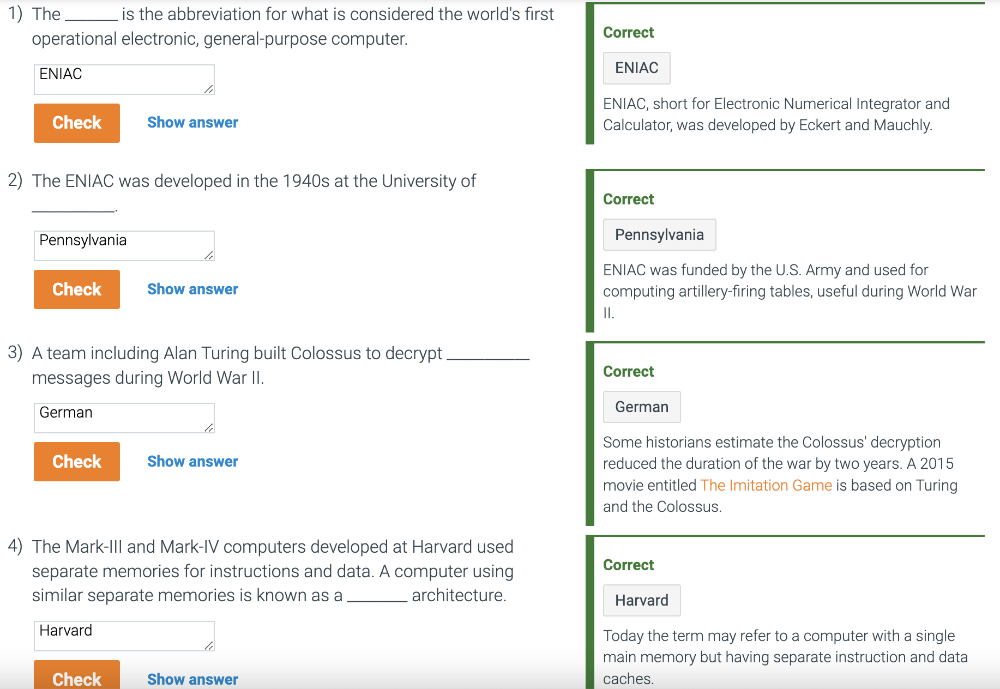 1) The ______ is the abbreviation for what is considered the world's first
operational electronic, general-purpose computer.
ENIAC
Check
Show answer
Correct
ENIAC
ENIAC, short for Electronic Numerical Integrator and
Calculator, was developed by Eckert and Mauchly.
2) The ENIAC was developed in the 1940s at the University of
__________.
Pennsylvania
Check
Show answer
Correct
Pennsylvania
ENIAC was funded by the U.S. Army and used for
computing artillery-firing tables, useful during World War
II.
3) A team including Alan Turing built Colossus to decrypt __________
messages during World War II.
German
Check
Show answer
Correct
German
Some historians estimate the Colossus' decryption
reduced the duration of the war by two years. A 2015
movie entitled The Imitation Game is based on Turing
and the Colossus.
4) The Mark-III and Mark-IV computers developed at Harvard used
separate memories for instructions and data. A computer using
similar separate memories is known as a _______ architecture.
Harvard
Check
Show answer
Correct
Harvard
Today the term may refer to a computer with a single
main memory but having separate instruction and data
caches.